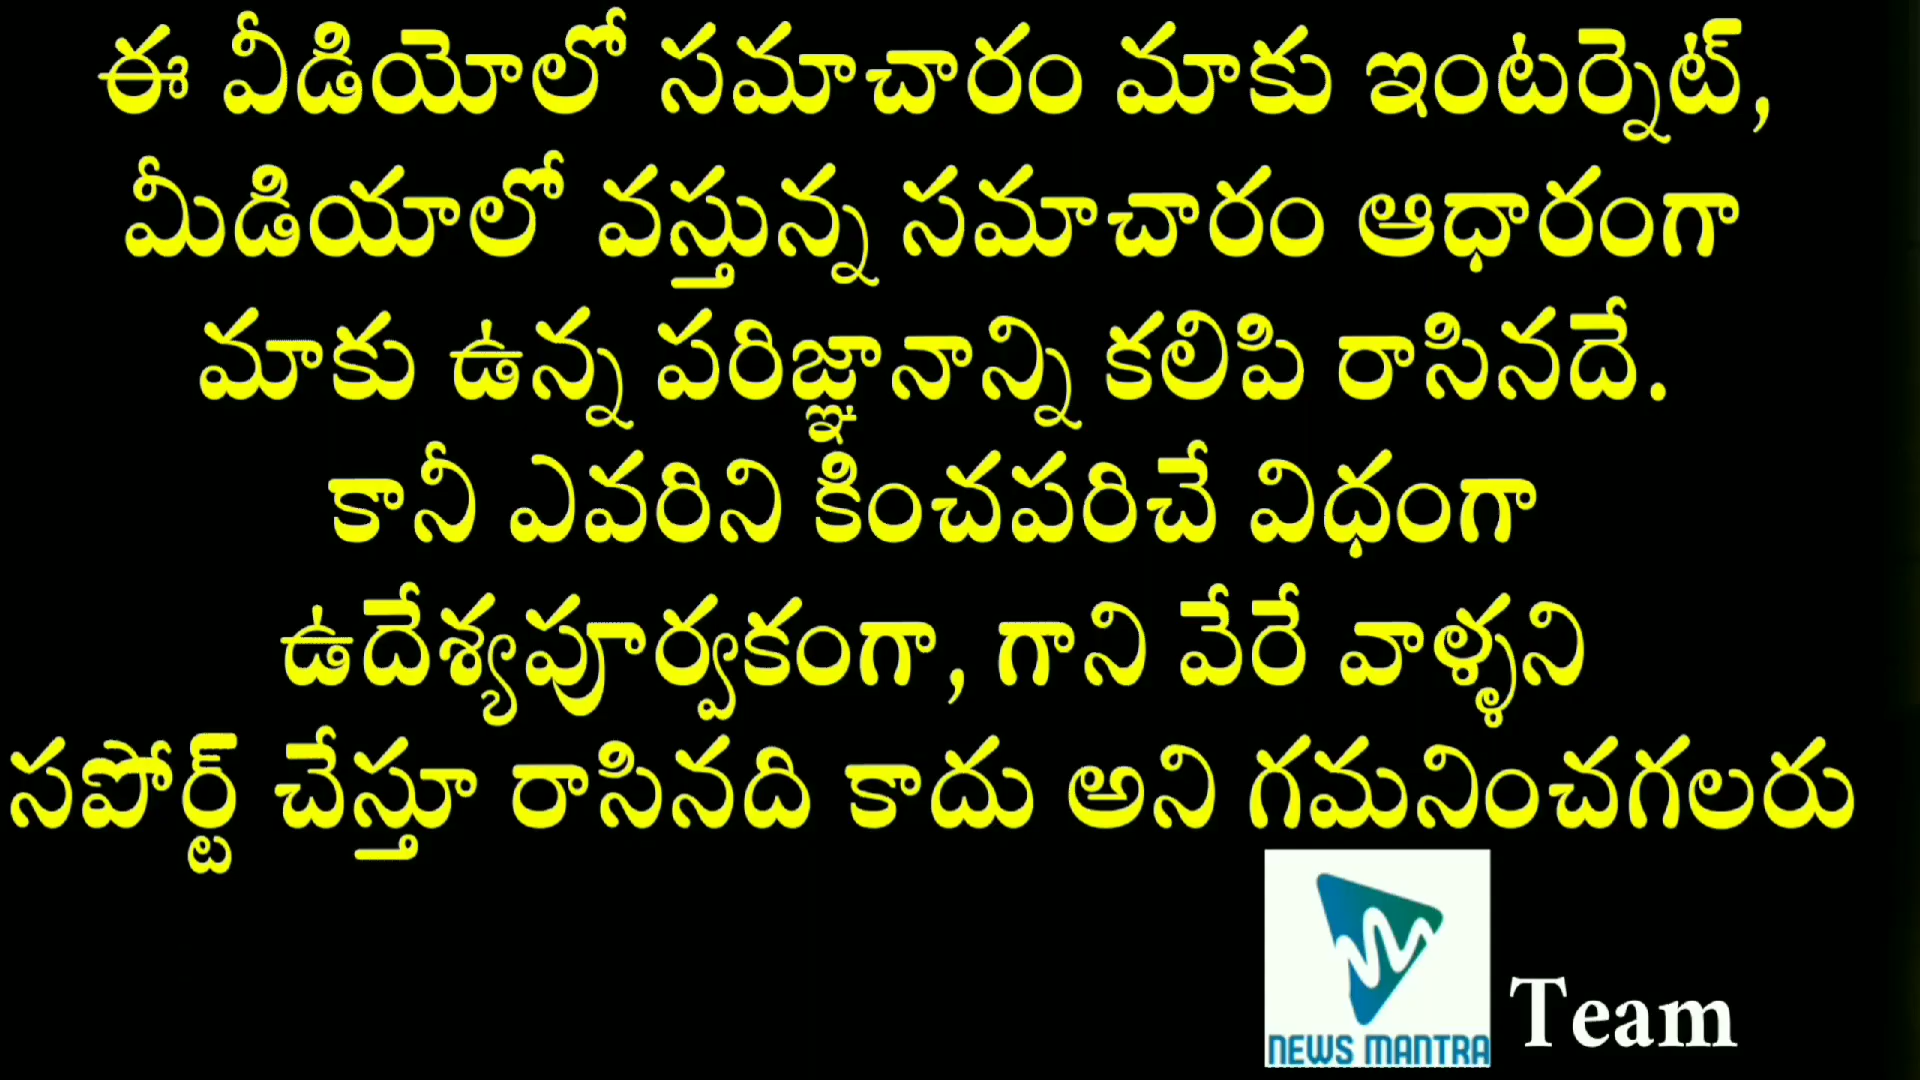 ఈ వీడియోలో సమాచారం మాకు ఇంటర్నెట్,
మీడియాలో వస్తున్న సమాచారం ఆధారంగా
మాకు ఉన్న పరిజ్ఞానాన్ని కలిపి రాసినదే.
కానీ ఎవరిని కించపరిచే విధంగా
ఉదేశ్యపూర్వకంగా, గాని వేరే వాళ్ళని
సపోర్ట్ చేస్తూ రాసినది కాదు అని గమనించగలరు
NEWS MANTRA Team